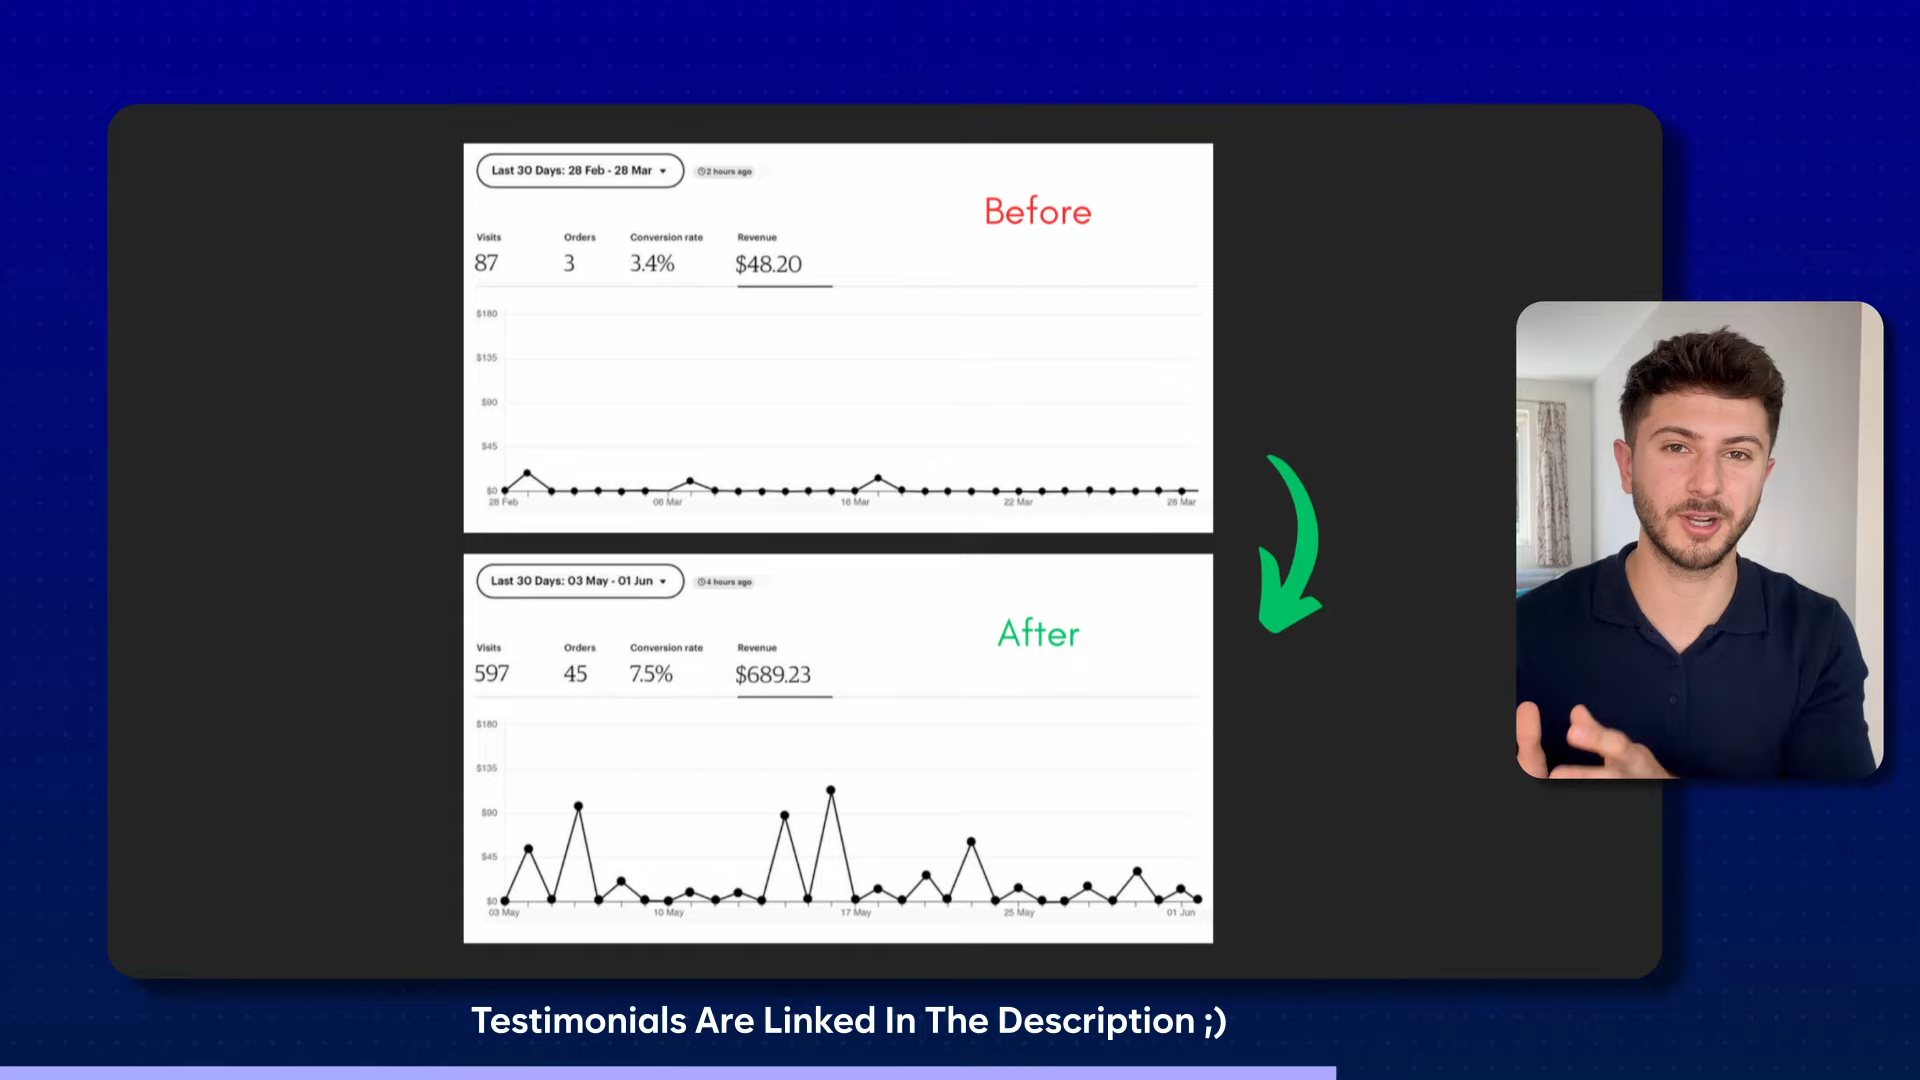 Last 30 Days: 28 Feb - 28 Mar
2 hours ago
Before
Visits Orders Conversion rate Revenue
87 3 3.4% $48.20
$180
$135
$90
$45
$0
28 Feb 06 Mar 16 Mar 22 Mar 28 Mar
Last 30 Days: 03 May - 01 Jun
4 hours ago
After
Visits Orders Conversion rate Revenue
597 45 7.5% $689.23
$180
$135
$90
$45
$0
03 May 10 May 17 May 25 May 01 Jun
Testimonials Are Linked In The Description ;)